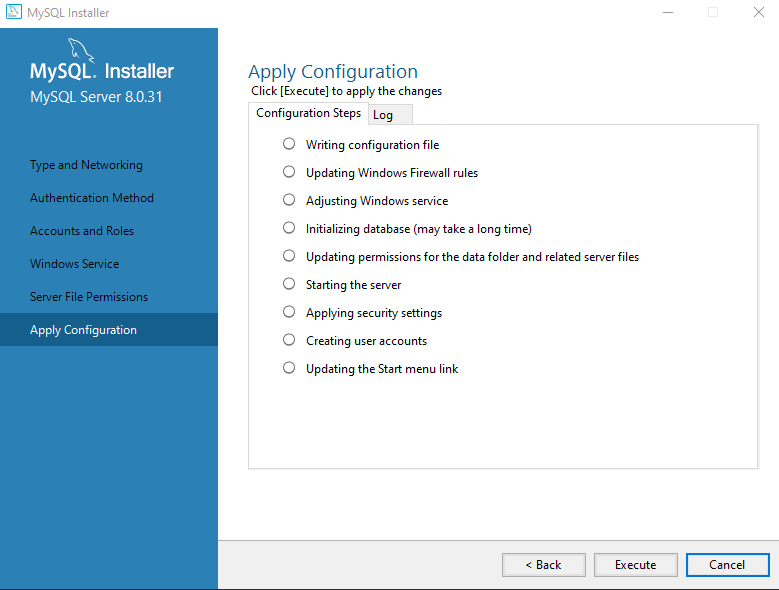 MySQL Installer
MySQL. Installer
MySQL Server 8.0.31
Type and Networking
Authentication Method
Accounts and Roles
Windows Service
Server File Permissions
Apply Configuration
Apply Configuration
Click [Execute] to apply the changes
Configuration Steps Log
Writing configuration file
Updating Windows Firewall rules
Adjusting Windows service
Initializing database (may take a long time)
Updating permissions for the data folder and related server files
Starting the server
Applying security settings
Creating user accounts
Updating the Start menu link
< Back Execute Cancel